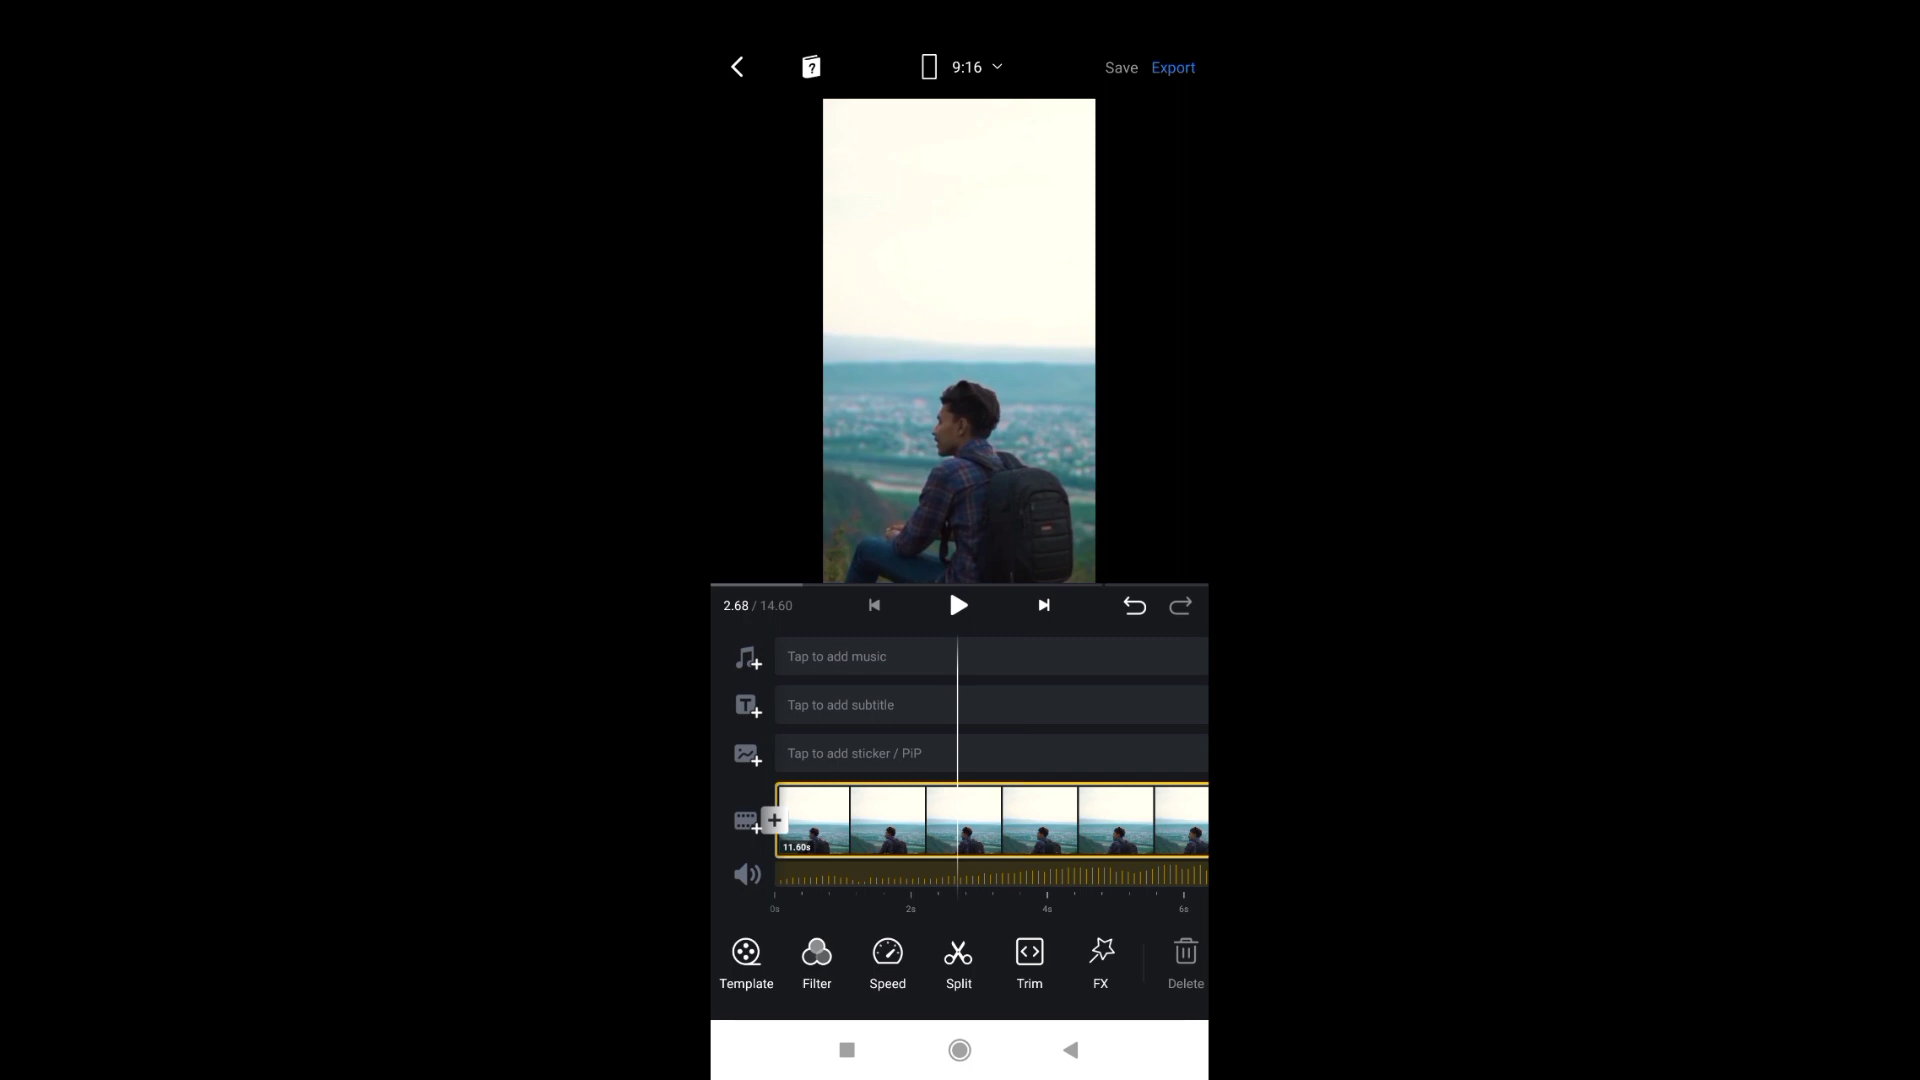 ?
9:16
Save
Export
2.68 / 14.60
Tap to add music
T
Tap to add subtitle
Tap to add sticker / PiP
11.60s
0s 2s 4s 6s
Template Filter Speed Split Trim FX Delete